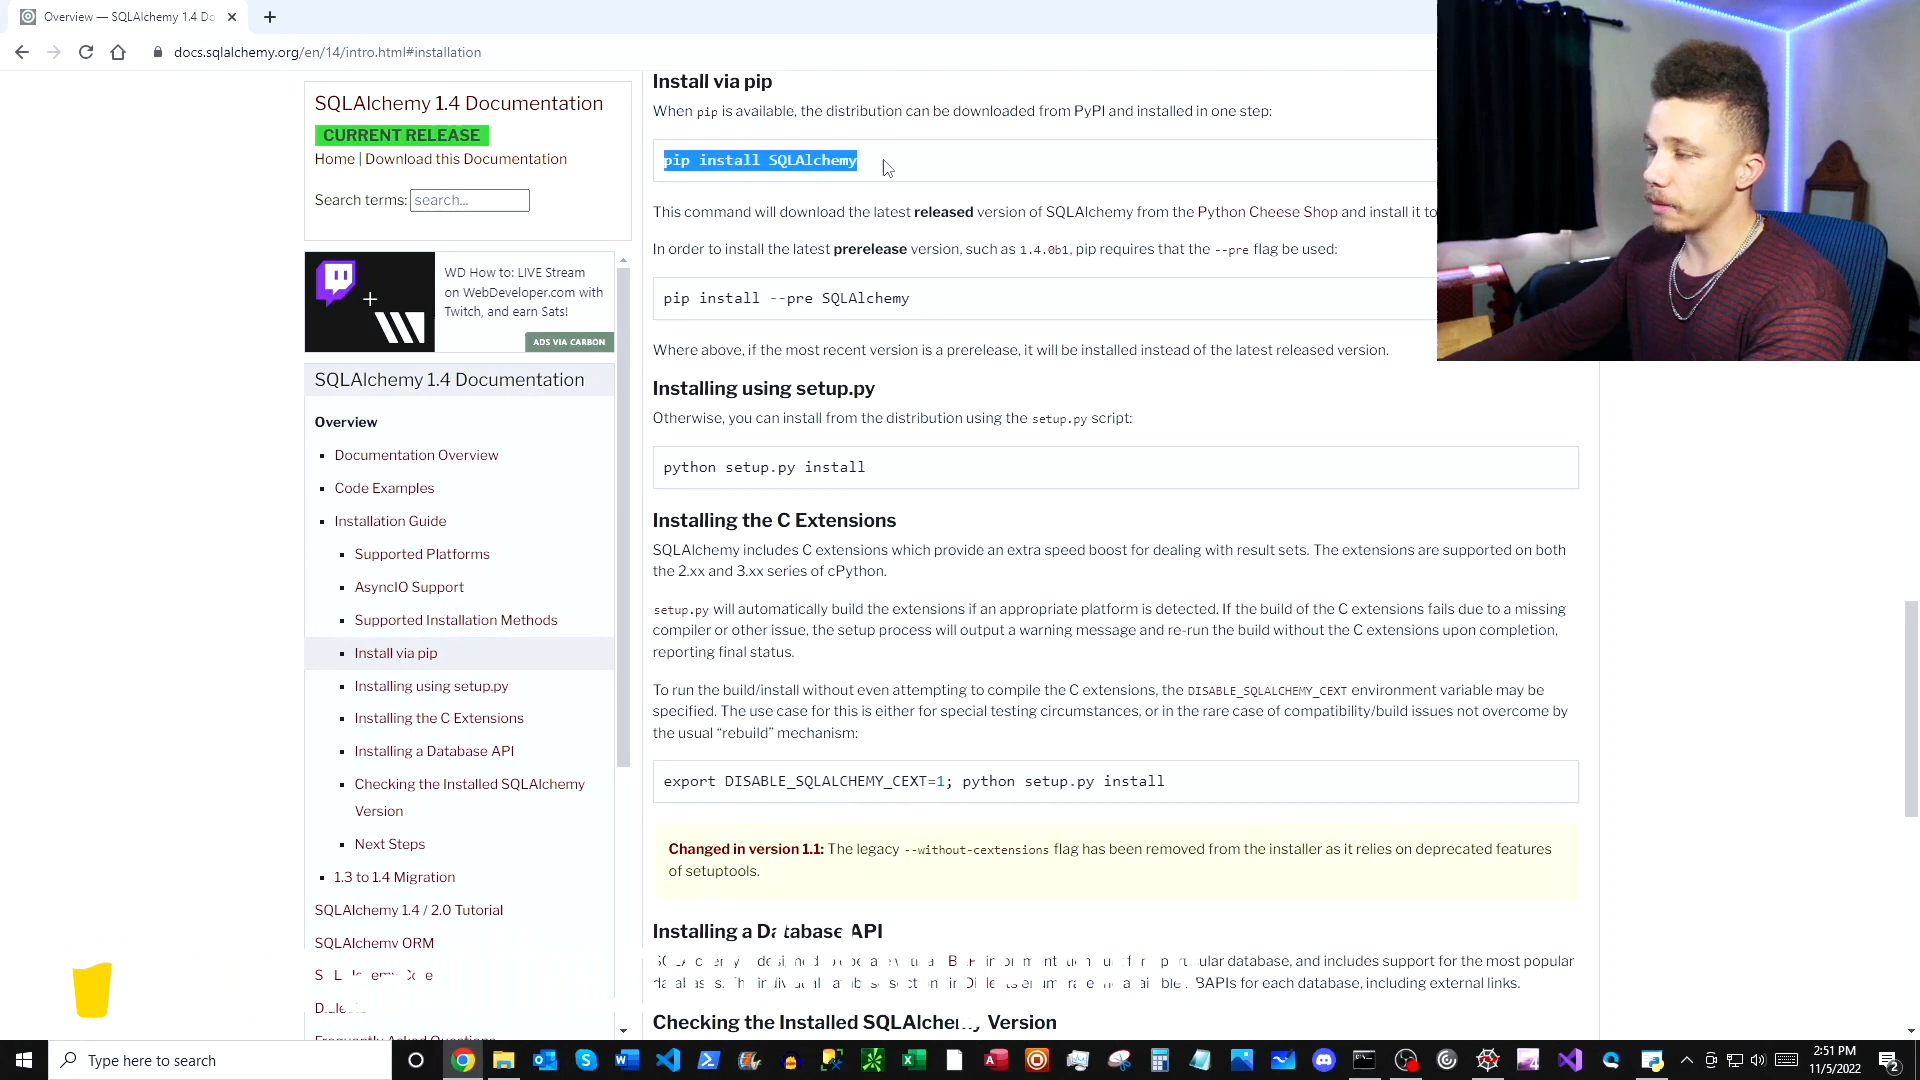 Overview — SQLAlchemy 1.4 Do
docs.sqlalchemy.org/en/14/intro.html#installation
SQLAlchemy 1.4 Documentation
CURRENT RELEASE
Home | Download this Documentation
Search terms: search...
WD How to: LIVE Stream
on WebDeveloper.com with
Twitch, and earn Sats!
ADS VIA CARBON
SQLAlchemy 1.4 Documentation
Overview
Documentation Overview
Code Examples
Installation Guide
Supported Platforms
AsyncIO Support
Supported Installation Methods
Install via pip
Installing using setup.py
Installing the C Extensions
Installing a Database API
Checking the Installed SQLAlchemy
Version
Next Steps
1.3 to 1.4 Migration
SQLAlchemy 1.4 / 2.0 Tutorial
SQLAlchemy ORM
Install via pip
When pip is available, the distribution can be downloaded from PyPI and installed in one step:
pip install SQLAlchemy
This command will download the latest released version of SQLAlchemy from the Python Cheese Shop and install it to
In order to install the latest prerelease version, such as 1.4.0b1, pip requires that the --pre flag be used:
pip install --pre SQLAlchemy
Where above, if the most recent version is a prerelease, it will be installed instead of the latest released version.
Installing using setup.py
Otherwise, you can install from the distribution using the setup.py script:
python setup.py install
Installing the C Extensions
SQLAlchemy includes C extensions which provide an extra speed boost for dealing with result sets. The extensions are supported on both
the 2.xx and 3.xx series of cPython.
setup.py will automatically build the extensions if an appropriate platform is detected. If the build of the C extensions fails due to a missing
compiler or other issue, the setup process will output a warning message and re-run the build without the C extensions upon completion,
reporting final status.
To run the build/install without even attempting to compile the C extensions, the DISABLE_SQLALCHEMY_CEXT environment variable may be
specified. The use case for this is either for special testing circumstances, or in the rare case of compatibility/build issues not overcome by
the usual “rebuild” mechanism:
export DISABLE_SQLALCHEMY_CEXT=1; python setup.py install
Changed in version 1.1: The legacy --without-cextensions flag has been removed from the installer as it relies on deprecated features
of setuptools.
Installing a Database API
database, and includes support for the most popular
for each database, including external links.
Checking the Installed SQLAlchemy Version
Type here to search
2:51 PM
11/5/2022
2